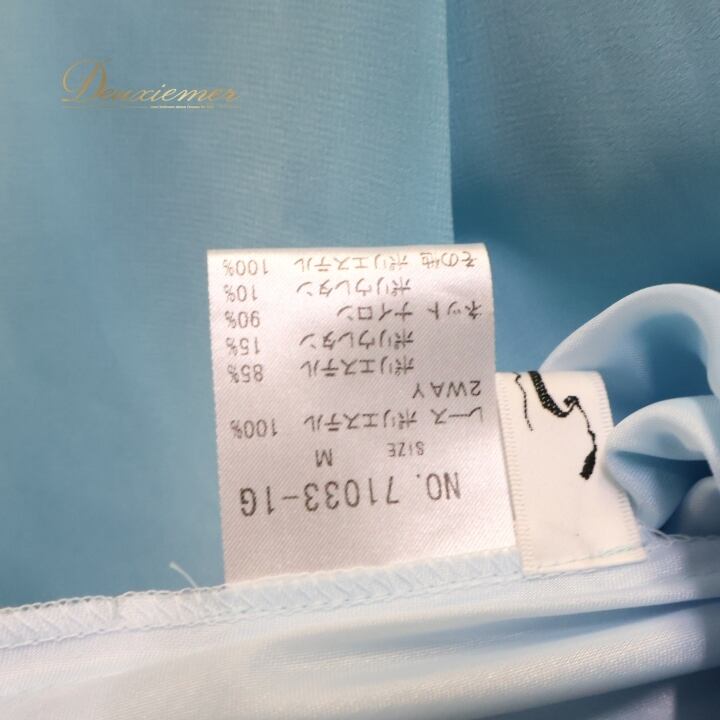 Deuxiemer
NO. 71033-1G
SIZE M
レース ポリエステル 100%
2WAY
ポリエステル 85%
ポリウレタン 15%
ネット ナイロン 90%
ポリウレタン 10%
その他 ポリエステル 100%